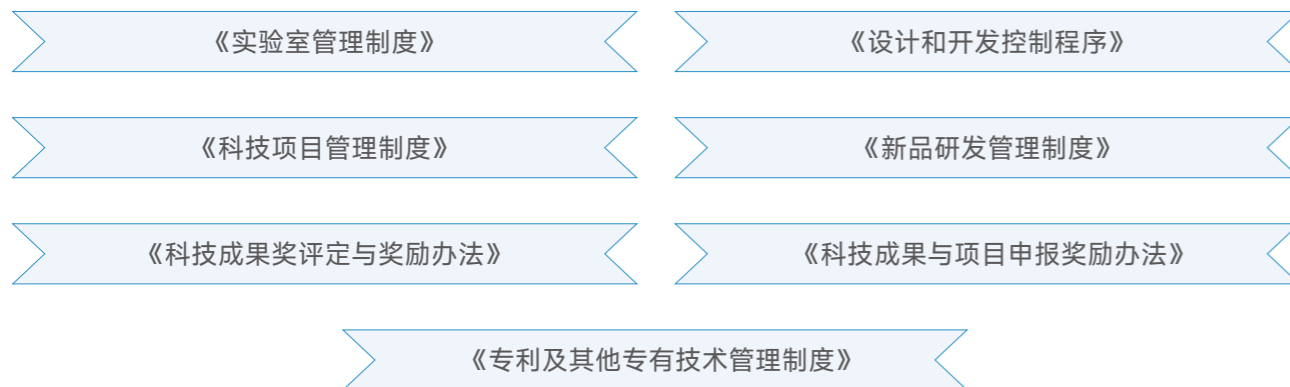 《实验室管理制度》
《设计和开发控制程序》
《科技项目管理制度》
《新品研发管理制度》
《科技成果奖评定与奖励办法》
《科技成果与项目申报奖励办法》
《专利及其他专有技术管理制度》